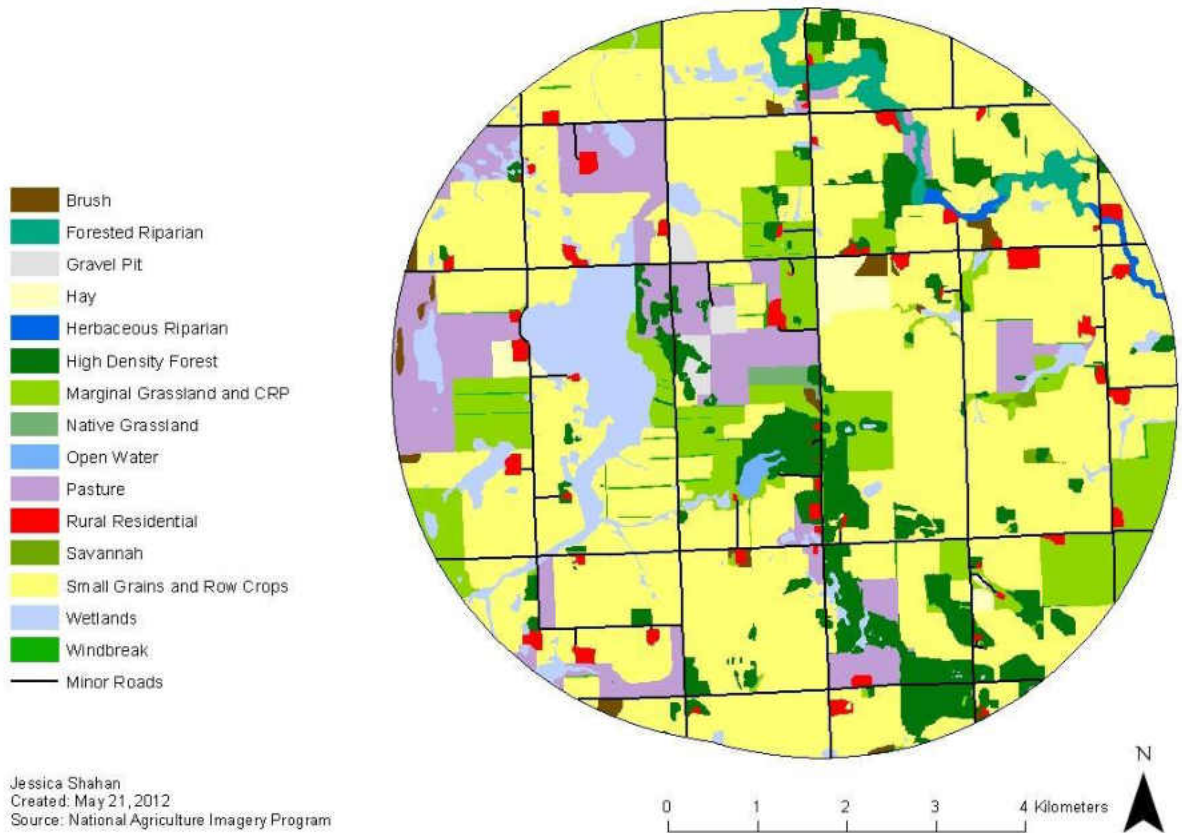 Brush
Forested Riparian
Gravel Pit
Hay
Herbaceous Riparian
High Density Forest
Marginal Grassland and CRP
Native Grassland
Open Water
Pasture
Rural Residential
Savannah
Small Grains and Row Crops
Wetlands
Windbreak
Minor Roads
Jessica Shahan
Created: May 21, 2012
Source: National Agriculture Imagery Program
0 1 2 3 4 Kilometers
N